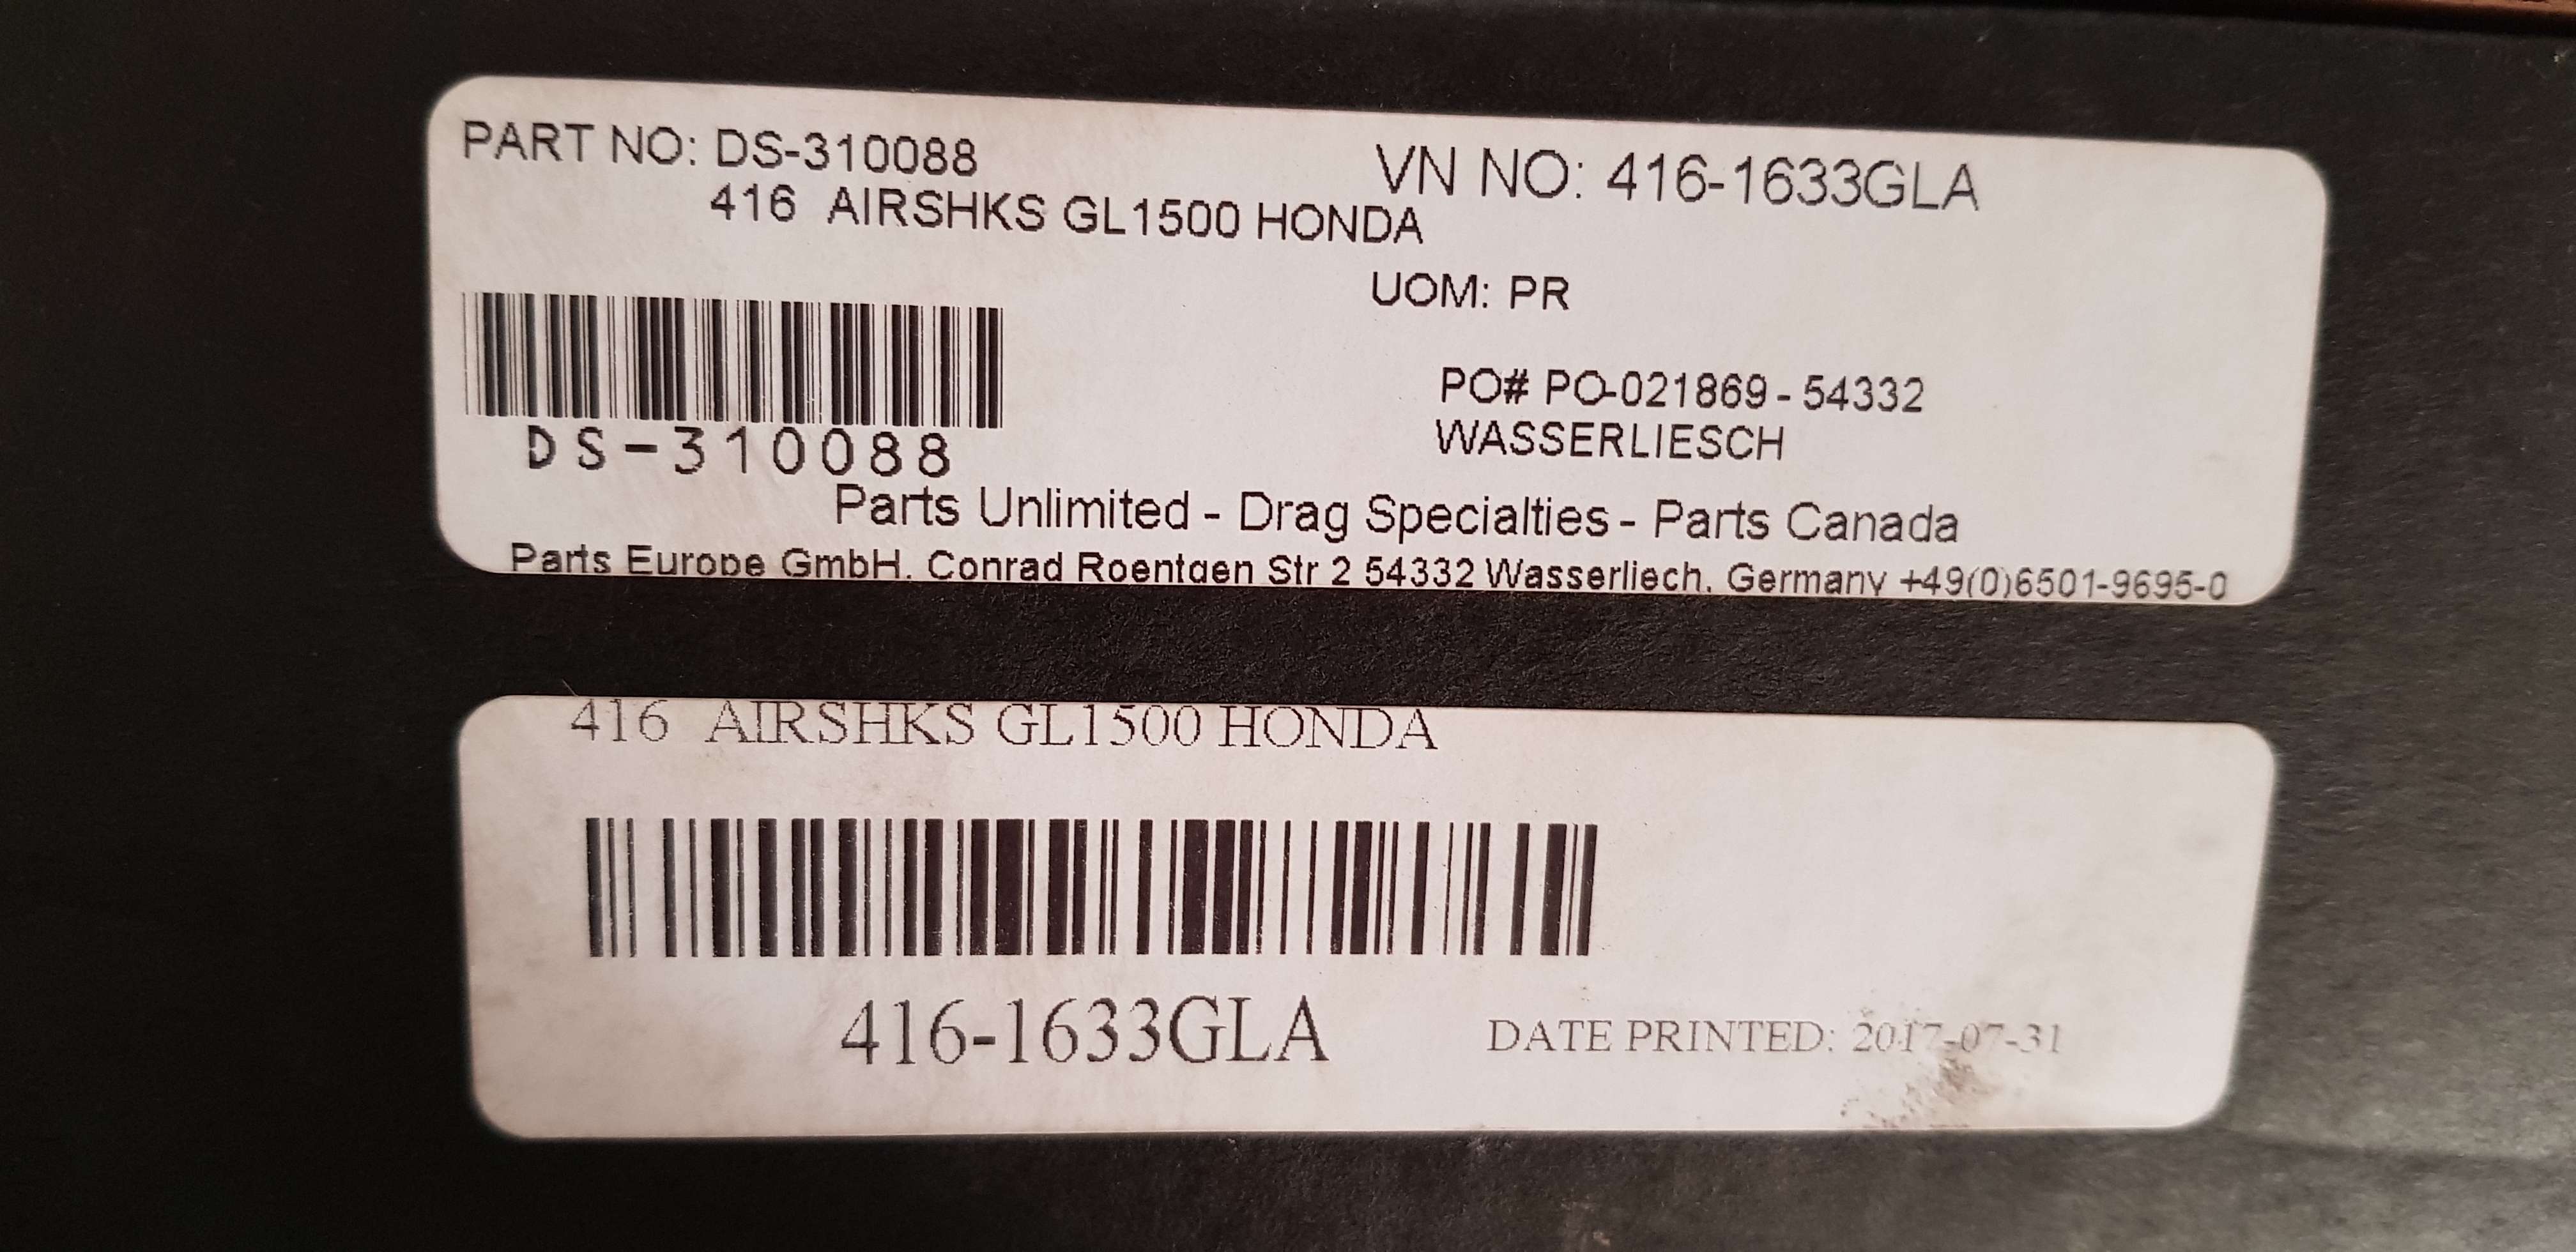 PART NO: DS-310088
VN NO: 416-1633GLA
416 AIRSHKS GL1500 HONDA
UOM: PR
PO# PO-021869 - 54332
WASSERLIESCH
DS-310088
Parts Unlimited - Drag Specialties - Parts Canada
Parts Europe GmbH. Conrad Roentgen Str 2 54332 Wasserliech. Germany +49(0)6501-9695-0
416 AIRSHKS GL1500 HONDA
416-1633GLA
DATE PRINTED: 2017-07-31